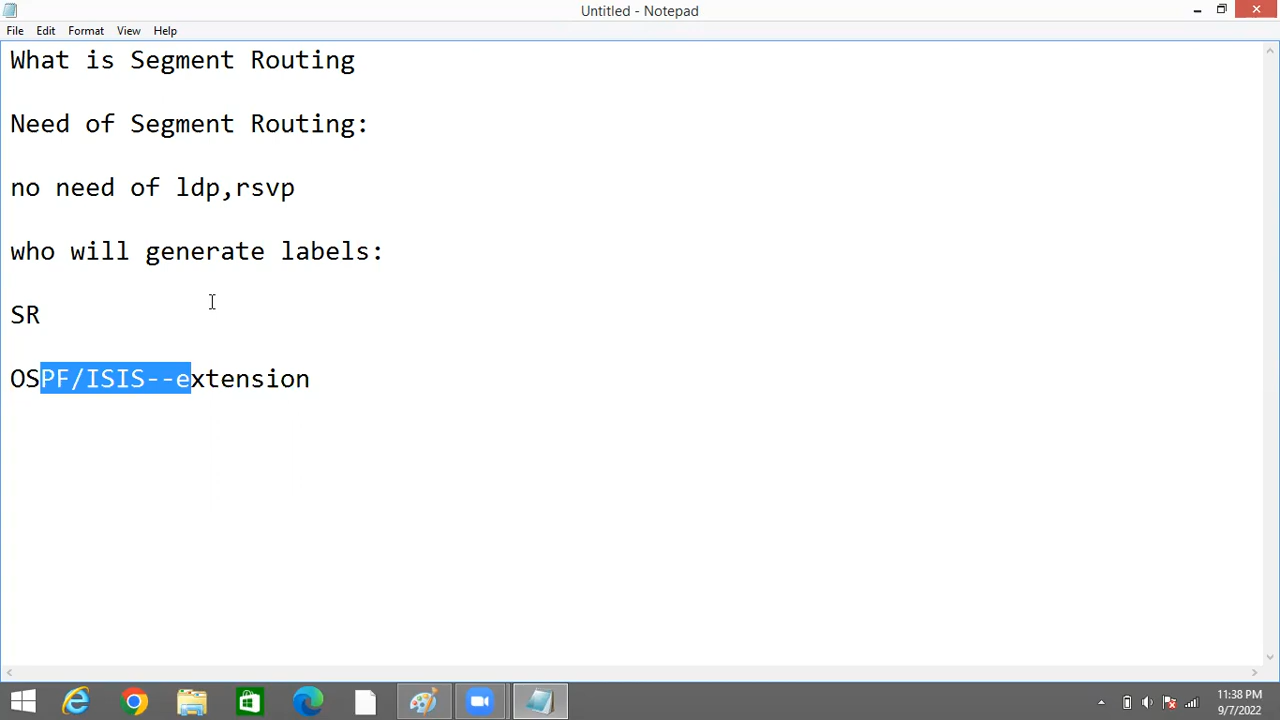 Untitled - Notepad
File Edit Format View Help
What is Segment Routing
Need of Segment Routing:
no need of ldp,rsvp
who will generate labels:
SR
OSPF/ISIS--extension
11:38 PM
9/7/2022